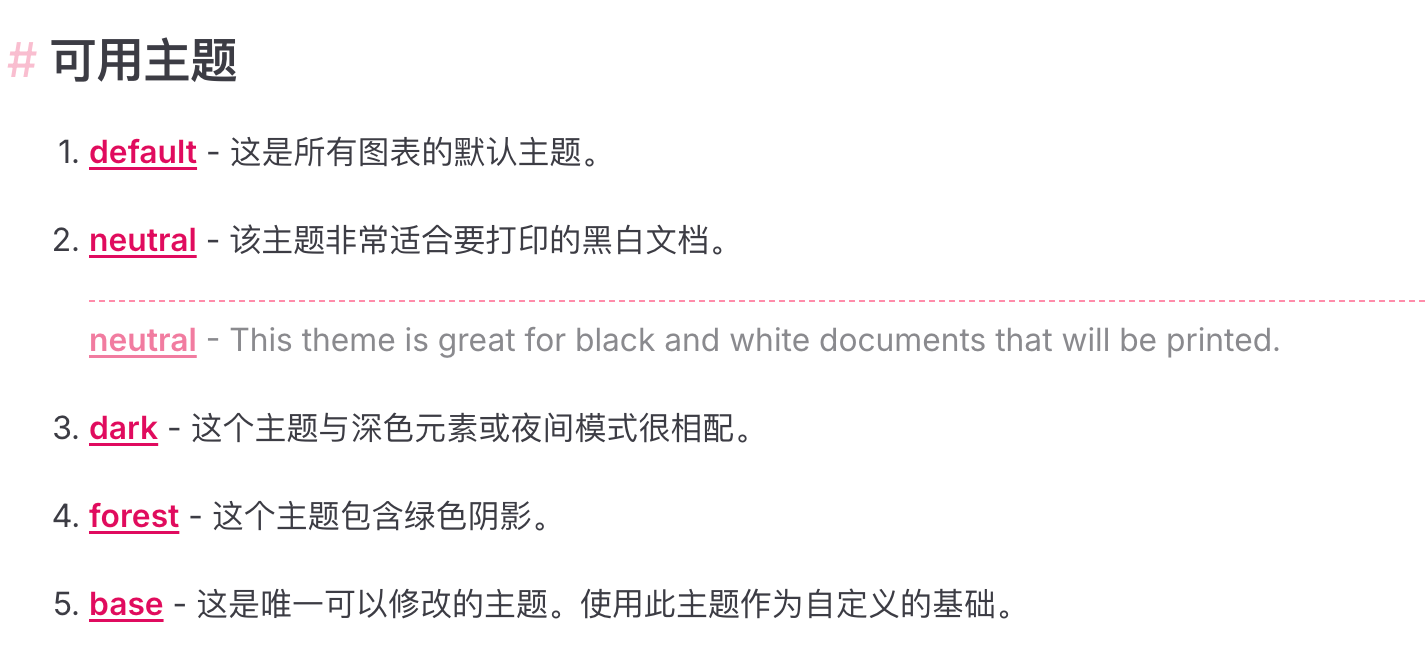 # 可用主题
1. default - 这是所有图表的默认主题。
2. neutral - 该主题非常适合要打印的黑白文档。
neutral - This theme is great for black and white documents that will be printed.
3. dark - 这个主题与深色元素或夜间模式很相配。
4. forest - 这个主题包含绿色阴影。
5. base - 这是唯一可以修改的主题。使用此主题作为自定义的基础。